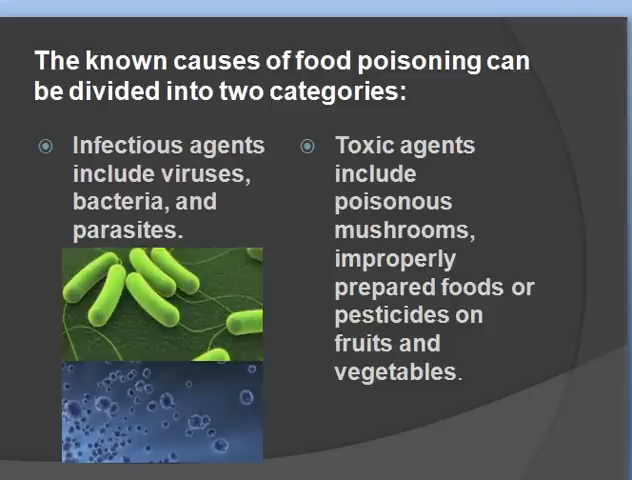 The known causes of food poisoning can
be divided into two categories:
Infectious agents
include viruses,
bacteria, and
parasites.
Toxic agents
include
poisonous
mushrooms,
improperly
prepared foods or
pesticides on
fruits and
vegetables.